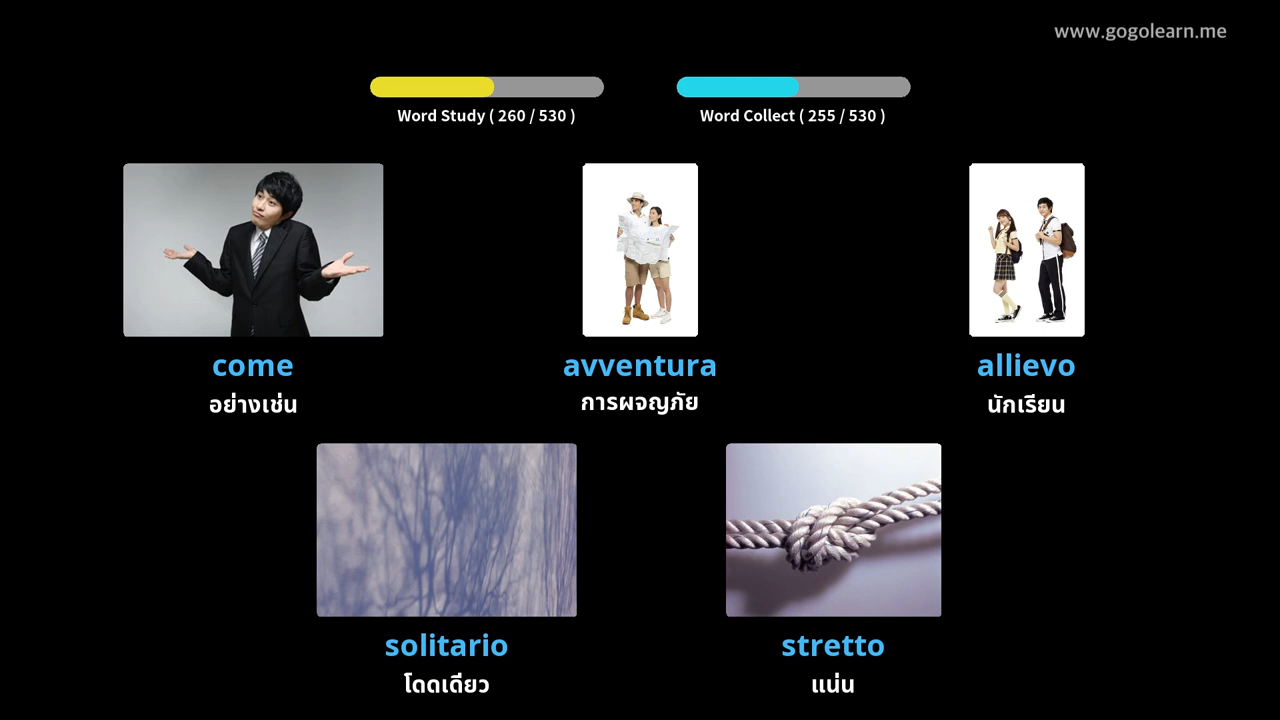 www.gogolearn.me
Word Study ( 260 / 530 )
Word Collect ( 255 / 530 )
come
อย่างเช่น
avventura
การผจญภัย
allievo
นักเรียน
solitario
โดดเดียว
stretto
แน่น